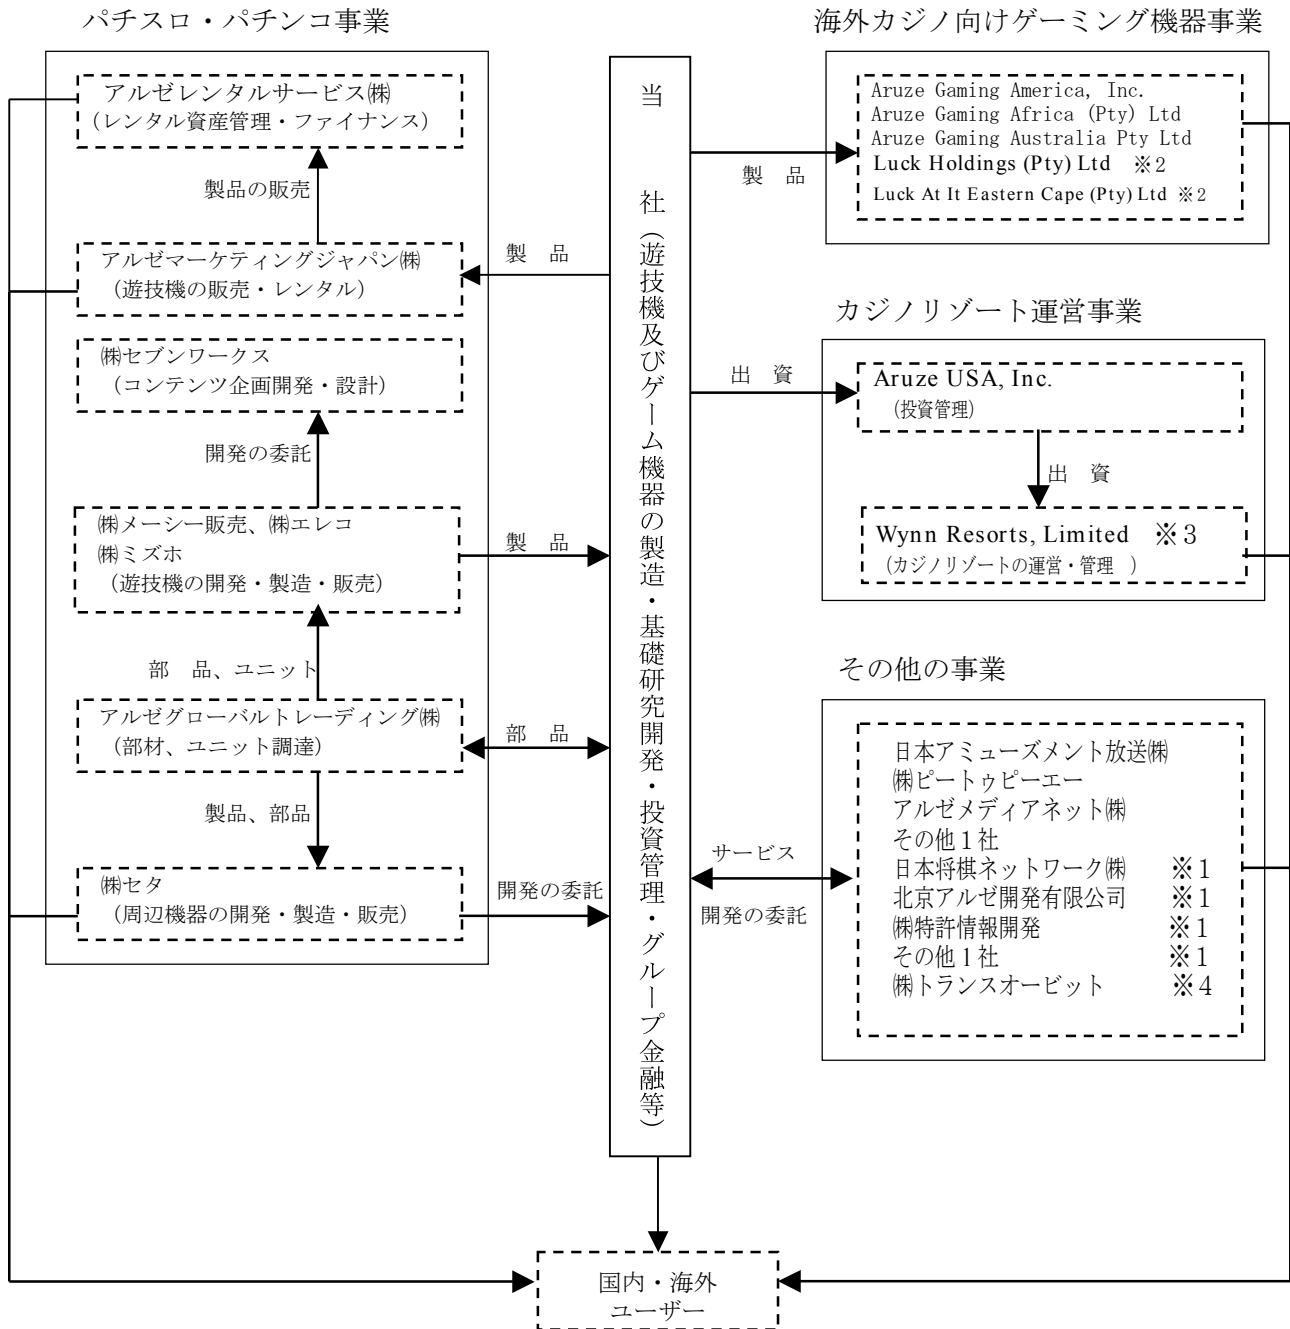 パチスロ・パチンコ事業
アルゼレンタルサービス㈱
（レンタル資産管理・ファイナンス）
製品の販売
アルゼマーケティングジャパン㈱
（遊技機の販売・レンタル）
㈱セブンワークス
（コンテンツ企画開発・設計）
開発の委託
㈱メーシー販売、㈱エレコ
㈱ミズホ
（遊技機の開発・製造・販売）
部　品、ユニット
アルゼグローバルトレーディング㈱
（部材、ユニット調達）
製品、部品
㈱セタ
（周辺機器の開発・製造・販売）
製　品
製　品
部　品
開発の委託
当　　社（遊技機及びゲーム機器の製造・基礎研究開発・投資管理・グループ金融等）
製　品
出　資
サービス
開発の委託
海外カジノ向けゲーミング機器事業
Aruze Gaming America, Inc.
Aruze Gaming Africa (Pty) Ltd
Aruze Gaming Australia Pty Ltd
Luck Holdings (Pty) Ltd　※2
Luck At It Eastern Cape (Pty) Ltd ※2
カジノリゾート運営事業
Aruze USA, Inc.
（投資管理）
出　資
Wynn Resorts, Limited　※3
（カジノリゾートの運営・管理　）
その他の事業
日本アミューズメント放送㈱
㈱ピートゥピーエー
アルゼメディアネット㈱
その他１社
日本将棋ネットワーク㈱　※１
北京アルゼ開発有限公司　※１
㈱特許情報開発　※１
その他１社　※１
㈱トランスオービット　※４
国内・海外
ユーザー